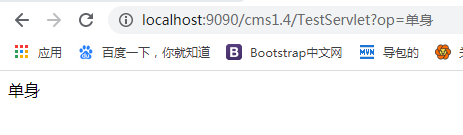 localhost:9090/cms1.4/TestServlet?op=单身
应用 百度一下，你就知道 B Bootstrap中文网 MVN 导包的
单身